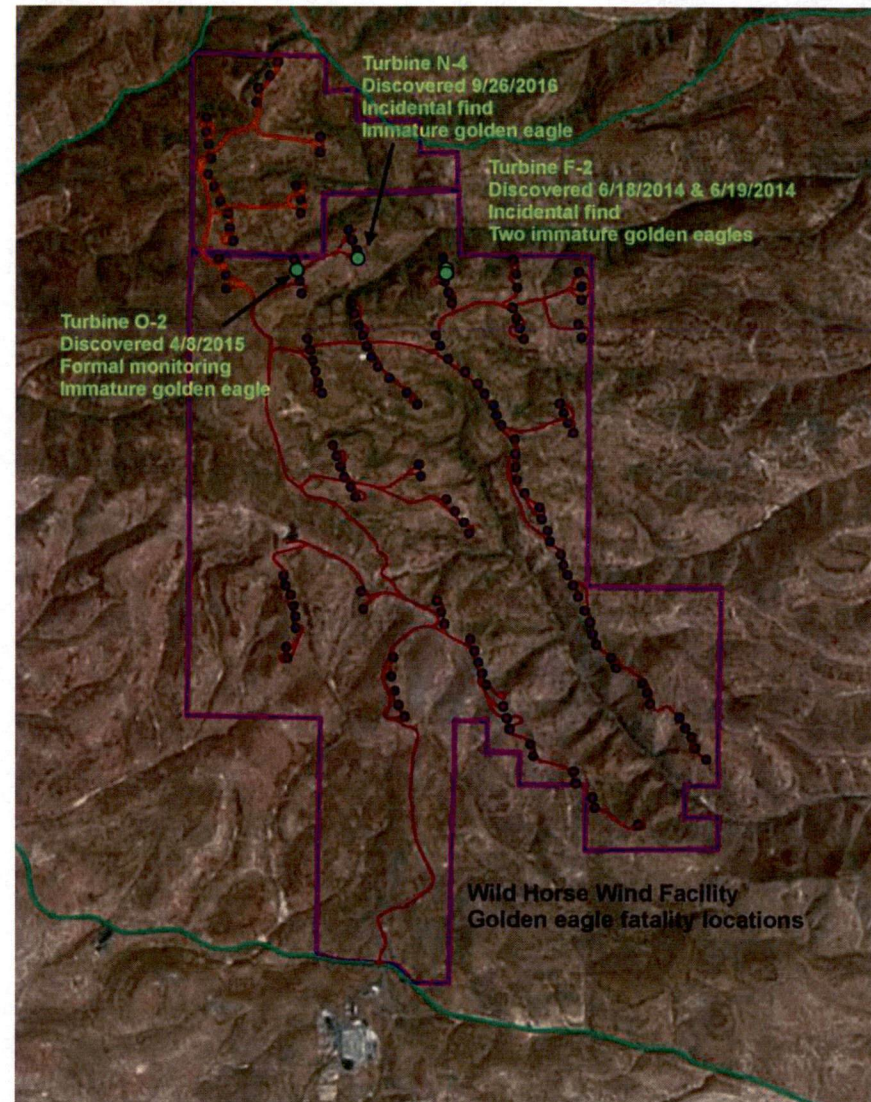 Turbine N-4
Discovered 9/26/2016
Incidental find
Immature golden eagle
Turbine F-2
Discovered 6/18/2014 & 6/19/2014
Incidental find
Two immature golden eagles
Turbine O-2
Discovered 4/8/2015
Formal monitoring
Immature golden eagle
Wild Horse Wind Facility
Golden eagle fatality locations